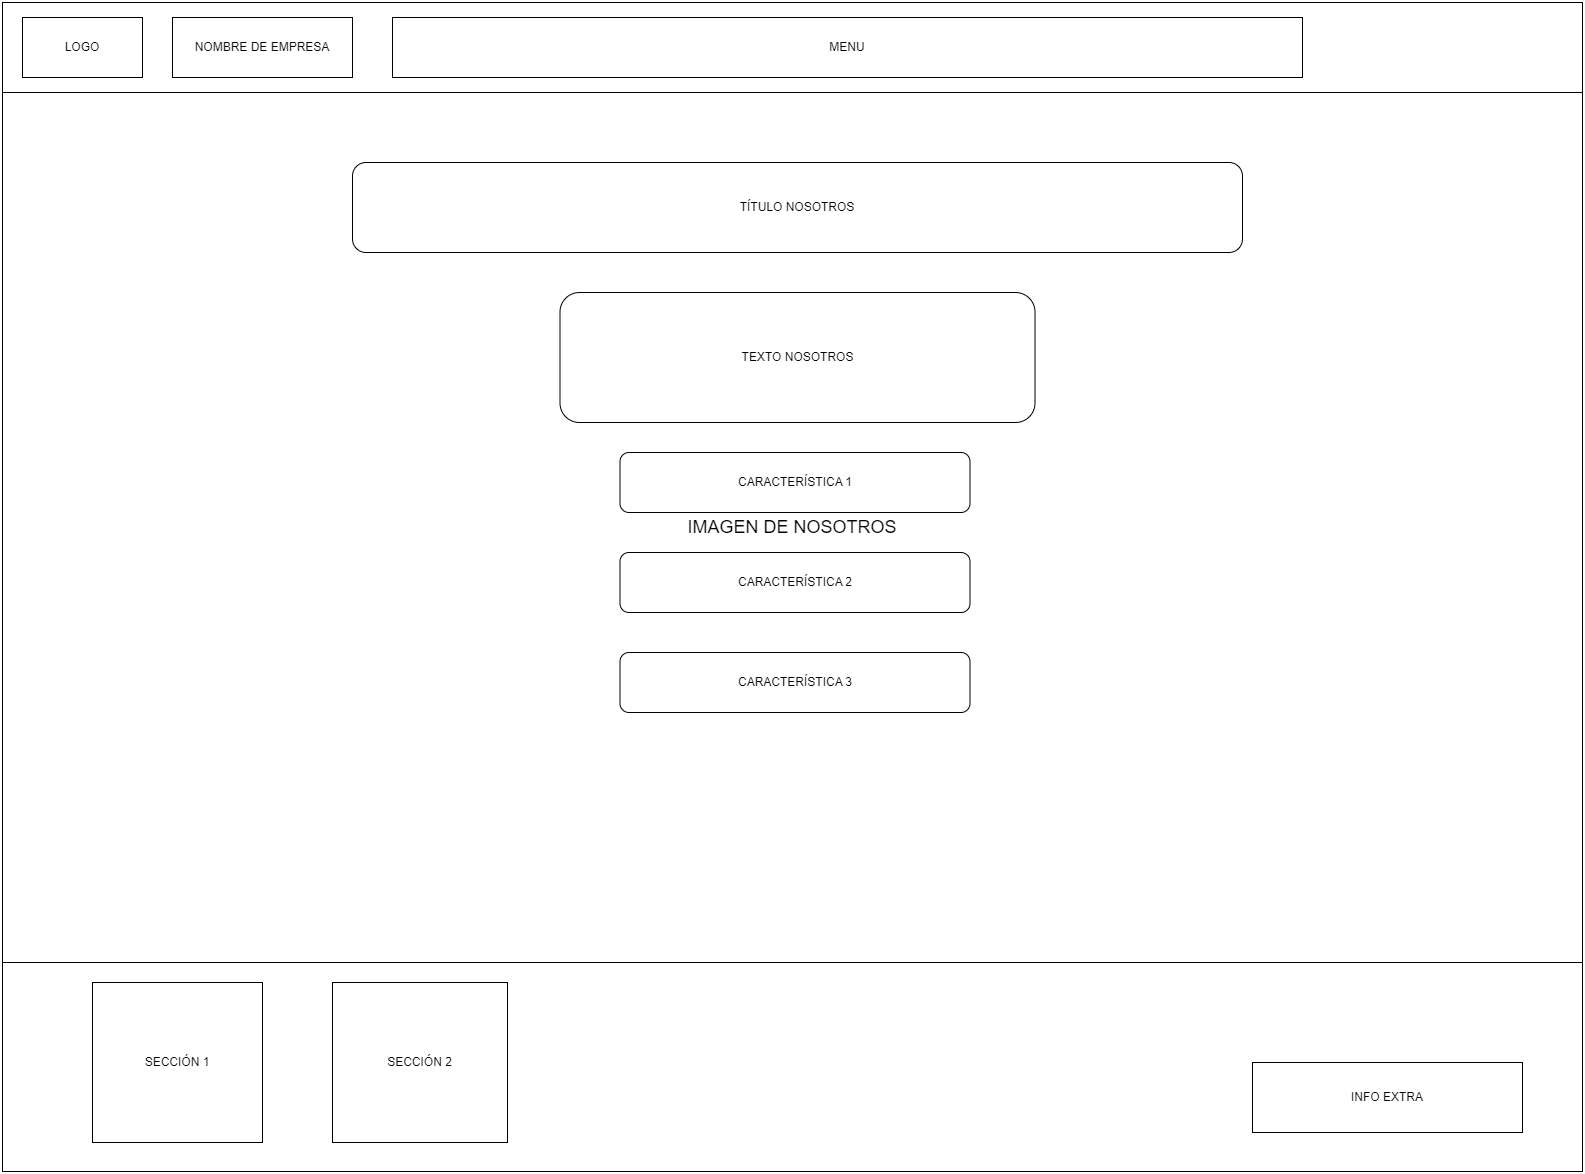 LOGO
NOMBRE DE EMPRESA
MENU
TÍTULO NOSOTROS
TEXTO NOSOTROS
CARACTERÍSTICA 1
IMAGEN DE NOSOTROS
CARACTERÍSTICA 2
CARACTERÍSTICA 3
SECCIÓN 1
SECCIÓN 2
INFO EXTRA